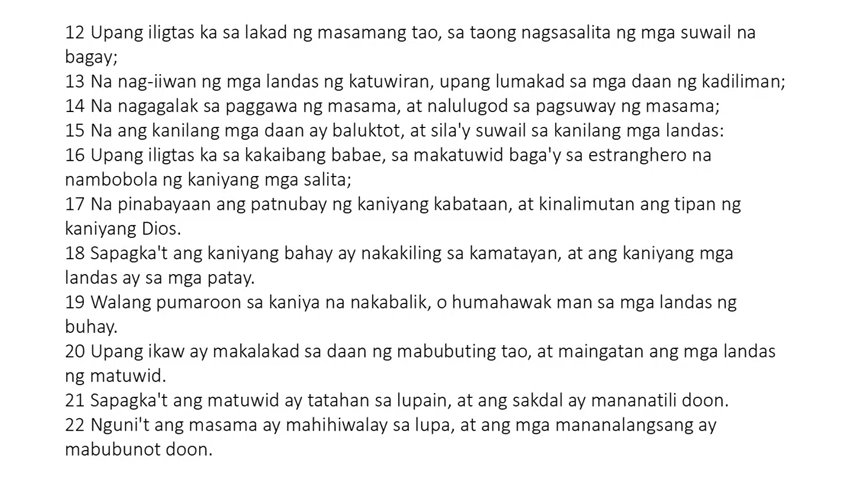 12 Upang iligtas ka sa lakad ng masamang tao, sa taong nagsasalita ng mga suwail na
bagay;
13 Na nag-iiwan ng mga landas ng katuwiran, upang lumakad sa mga daan ng kadiliman;
14 Na nagagalak sa paggawa ng masama, at nalulugod sa pagsuway ng masama;
15 Na ang kanilang mga daan ay baluktot, at sila'y suwail sa kanilang mga landas:
16 Upang iligtas ka sa kakaibang babae, sa makatuwid baga'y sa estranghero na
nambobola ng kaniyang mga salita;
17 Na pinabayaan ang patnubay ng kaniyang kabataan, at kinalimutan ang tipan ng
kaniyang Dios.
18 Sapagka't ang kaniyang bahay ay nakakiling sa kamatayan, at ang kaniyang mga
landas ay sa mga patay.
19 Walang pumaroon sa kaniya na nakabalik, o humahawak man sa mga landas ng
buhay.
20 Upang ikaw ay makalakad sa daan ng mabubuting tao, at maingatan ang mga landas
ng matuwid.
21 Sapagka't ang matuwid ay tatahan sa lupain, at ang sakdal ay mananatili doon.
22 Nguni't ang masama ay mahihiwalay sa lupa, at ang mga mananalangsang ay
mabubunot doon.